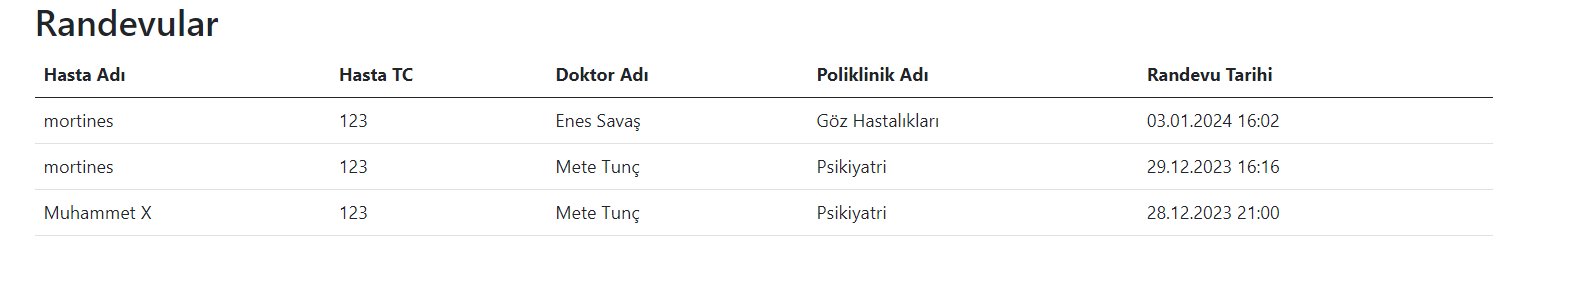 Randevular
Hasta Adı Hasta TC Doktor Adı Poliklinik Adı Randevu Tarihi
mortines 123 Enes Savaş Göz Hastalıkları 03.01.2024 16:02
mortines 123 Mete Tunç Psikiyatri 29.12.2023 16:16
Muhammet X 123 Mete Tunç Psikiyatri 28.12.2023 21:00